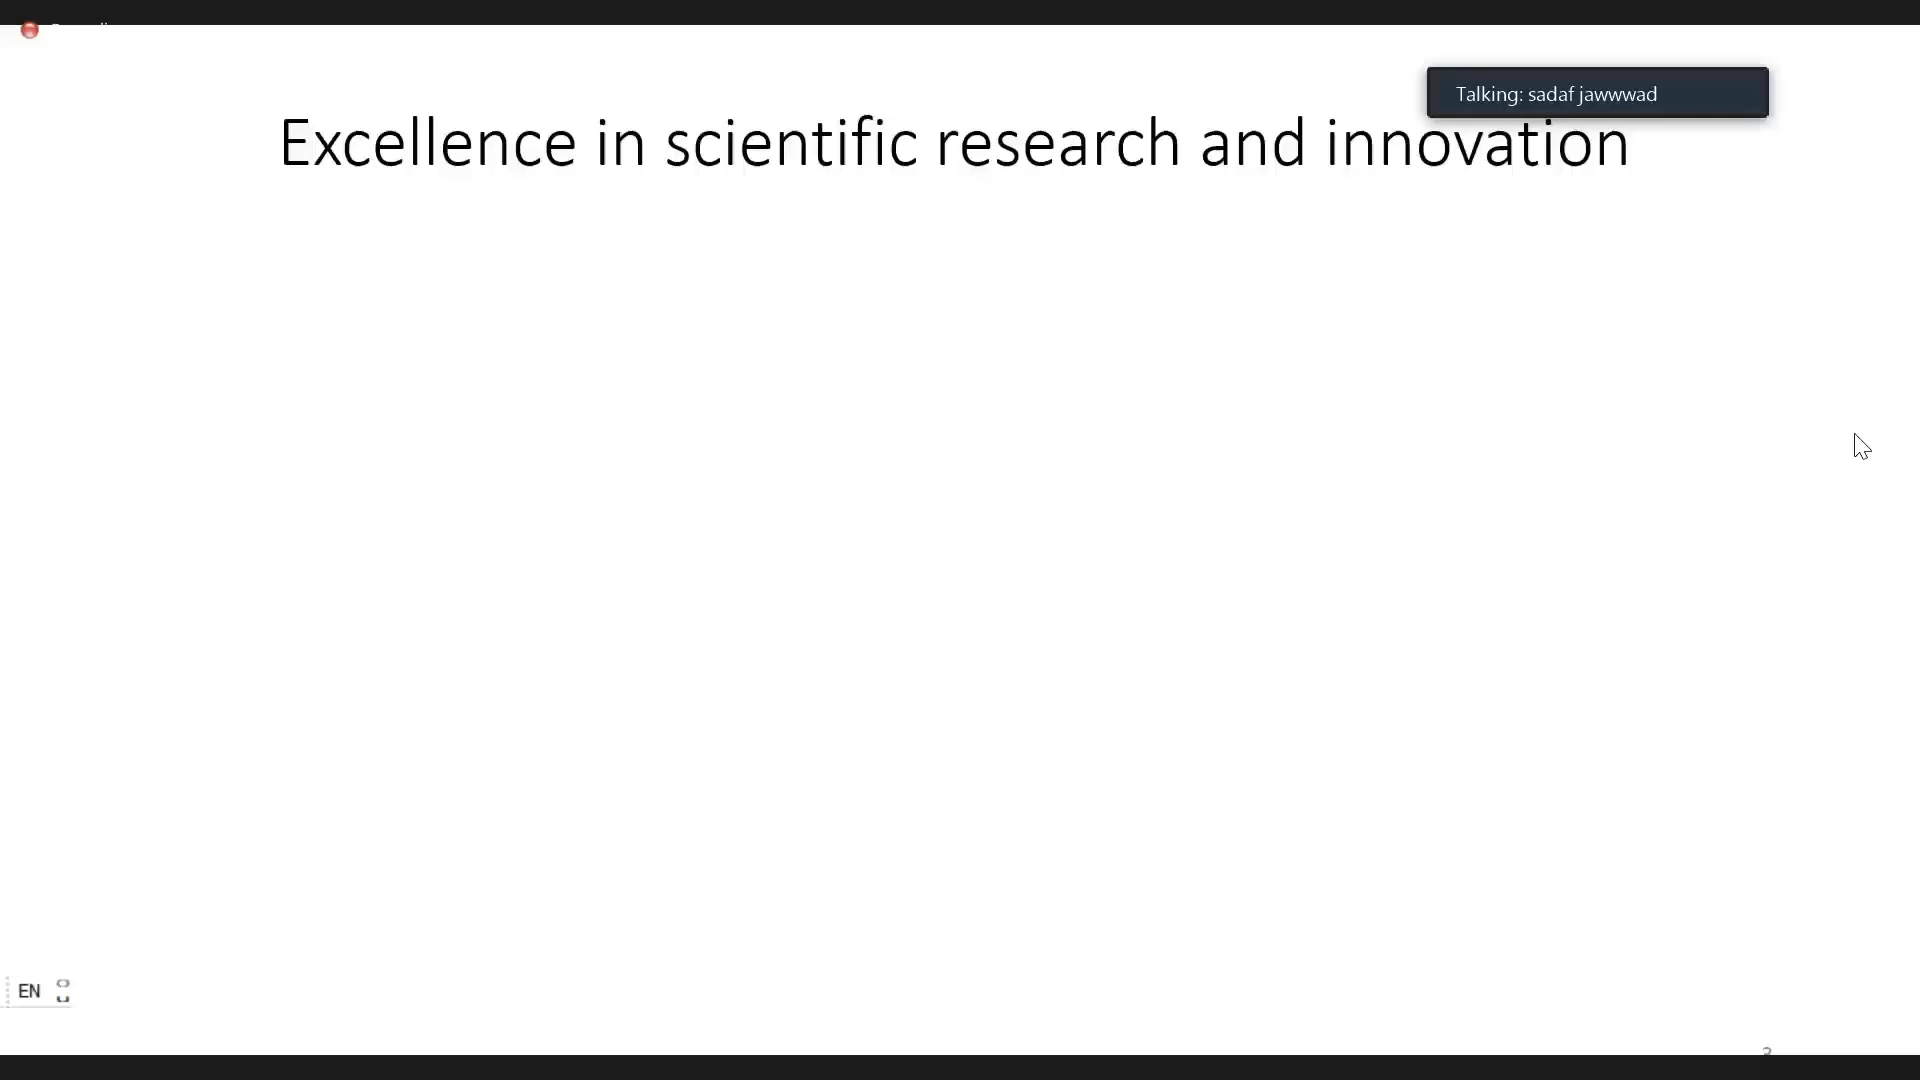 Talking: sadaf jawwwad
Excellence in scientific research and innovation
EN